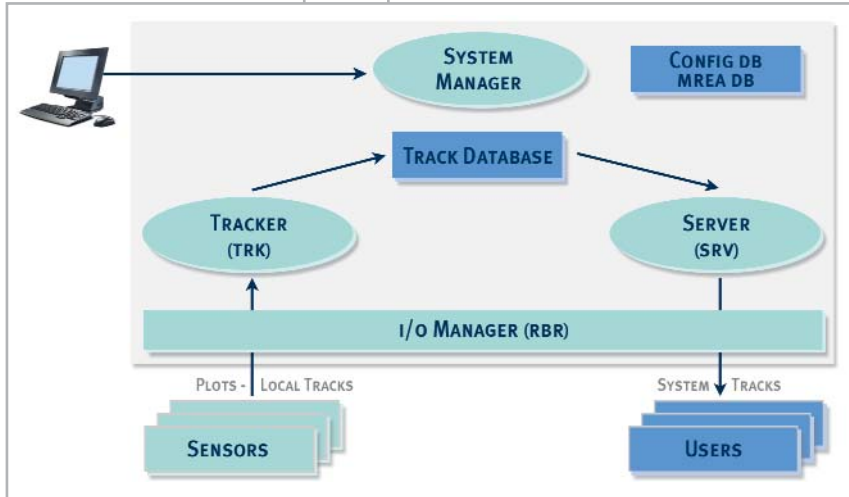 SYSTEM
MANAGER
CONFIG DB
MREA DB
TRACK DATABASE
TRACKER
(TRK)
SERVER
(SRV)
I/O MANAGER (RBR)
PLOTS - LOCAL TRACKS
SYSTEM TRACKS
SENSORS
USERS